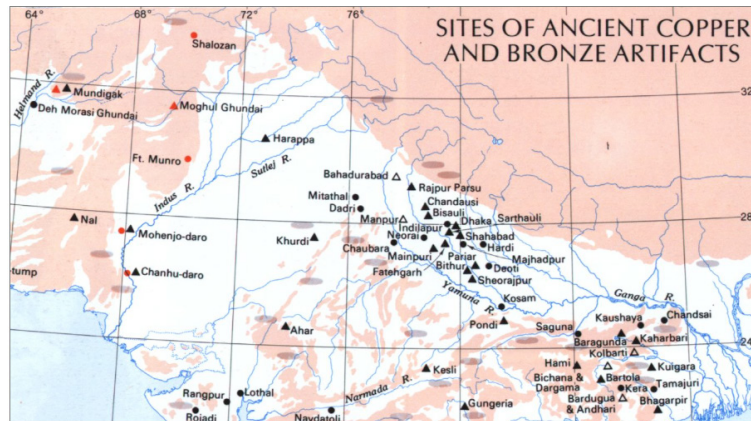 SITES OF ANCIENT COPPER
AND BRONZE ARTIFACTS
64°
68°
72°
76°
80°
84°
Shalozan
32
Helmand R.
Mundigak
Deh Morasi Ghundai
Moghul Ghundai
Harappa
Ft. Munro
Sutlej R.
Indus R.
Bahadurabad
Rajpur Parsu
Mitathal
Chandausi
Dadri
Bisauli
Nal
Manpur
Dhaka
Sarthauli
28
Mohenjo-daro
Indilapur
Khurdi
Neorai
Shahabad
Chaubara
Hardi
Mainpuri
Pariar
Majhadpur
-tump
Chanhu-daro
Fatehgarh
Bithur
Deoti
Sheorajpur
Yamuna R.
Kosam
Ganga R.
Kaushaya
Chandsai
Ahar
Pondi
Saguna
Baragunda
Kaharbari
24
Kolbarti
Kesli
Hami
Kuigara
Bichana &
Dargama
Bartola
Narmada R.
Kera
Tamajuri
Rangpur
Lothal
Bardugua
& Andhari
Bhagarpir
Rojadi
Navdatoli
Gungeria